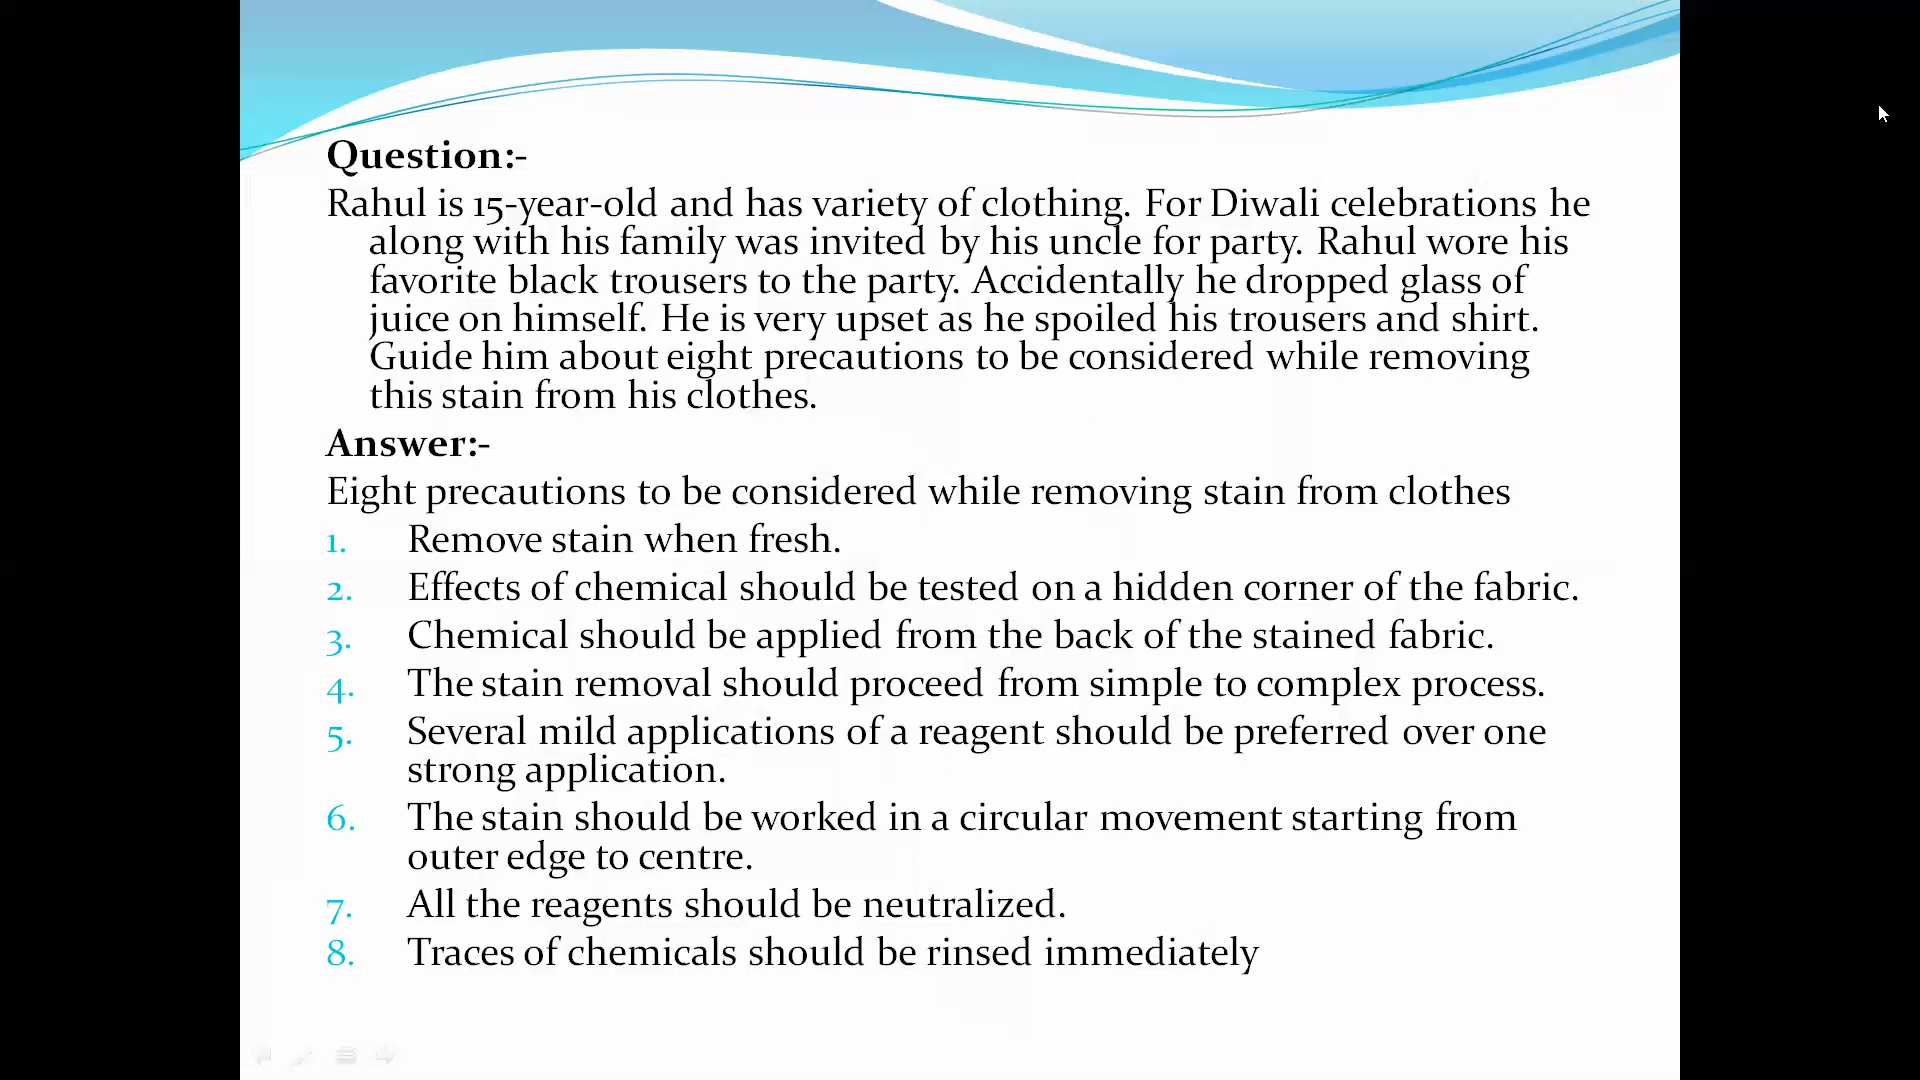 Question:-
Rahul is 15-year-old and has variety of clothing. For Diwali celebrations he
along with his family was invited by his uncle for party. Rahul wore his
favorite black trousers to the party. Accidentally he dropped glass of
juice on himself. He is very upset as he spoiled his trousers and shirt.
Guide him about eight precautions to be considered while removing
this stain from his clothes.
Answer:-
Eight precautions to be considered while removing stain from clothes
1. Remove stain when fresh.
2. Effects of chemical should be tested on a hidden corner of the fabric.
3. Chemical should be applied from the back of the stained fabric.
4. The stain removal should proceed from simple to complex process.
5. Several mild applications of a reagent should be preferred over one
strong application.
6. The stain should be worked in a circular movement starting from
outer edge to centre.
7. All the reagents should be neutralized.
8. Traces of chemicals should be rinsed immediately